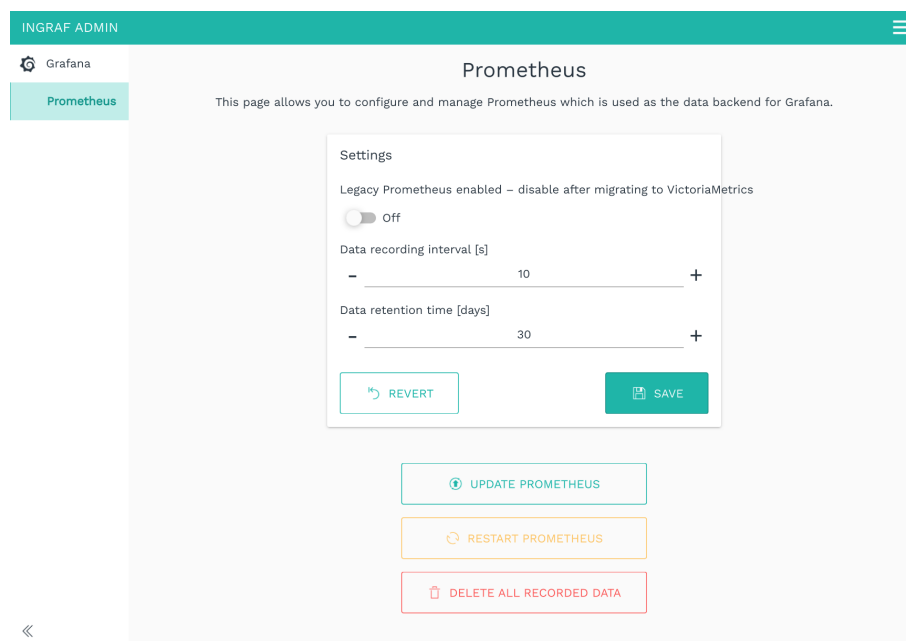 INGRAF ADMIN
Grafana
Prometheus
Prometheus
This page allows you to configure and manage Prometheus which is used as the data backend for Grafana.
Settings
Legacy Prometheus enabled – disable after migrating to VictoriaMetrics
Off
Data recording interval [s]
- 10 +
Data retention time [days]
- 30 +
REVERT
SAVE
UPDATE PROMETHEUS
RESTART PROMETHEUS
DELETE ALL RECORDED DATA